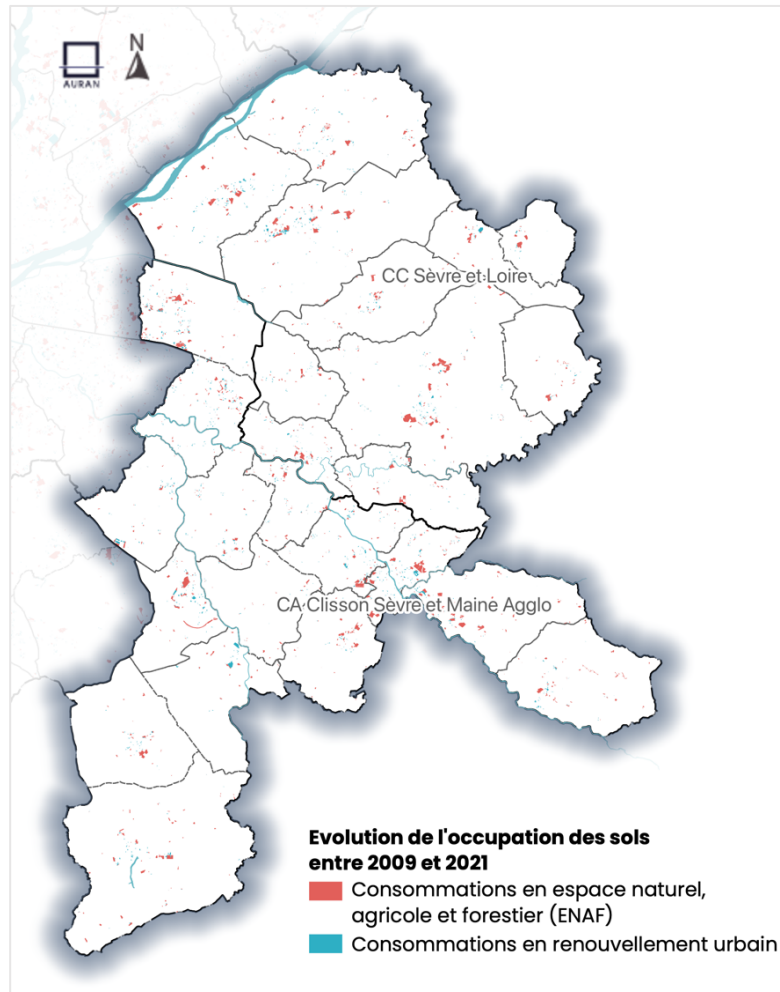 N
AURAN
CC Sèvre et Loire
CA Clisson Sèvre et Maine Agglo
Evolution de l'occupation des sols
entre 2009 et 2021
Consommations en espace naturel,
agricole et forestier (ENAF)
Consommations en renouvellement urbain